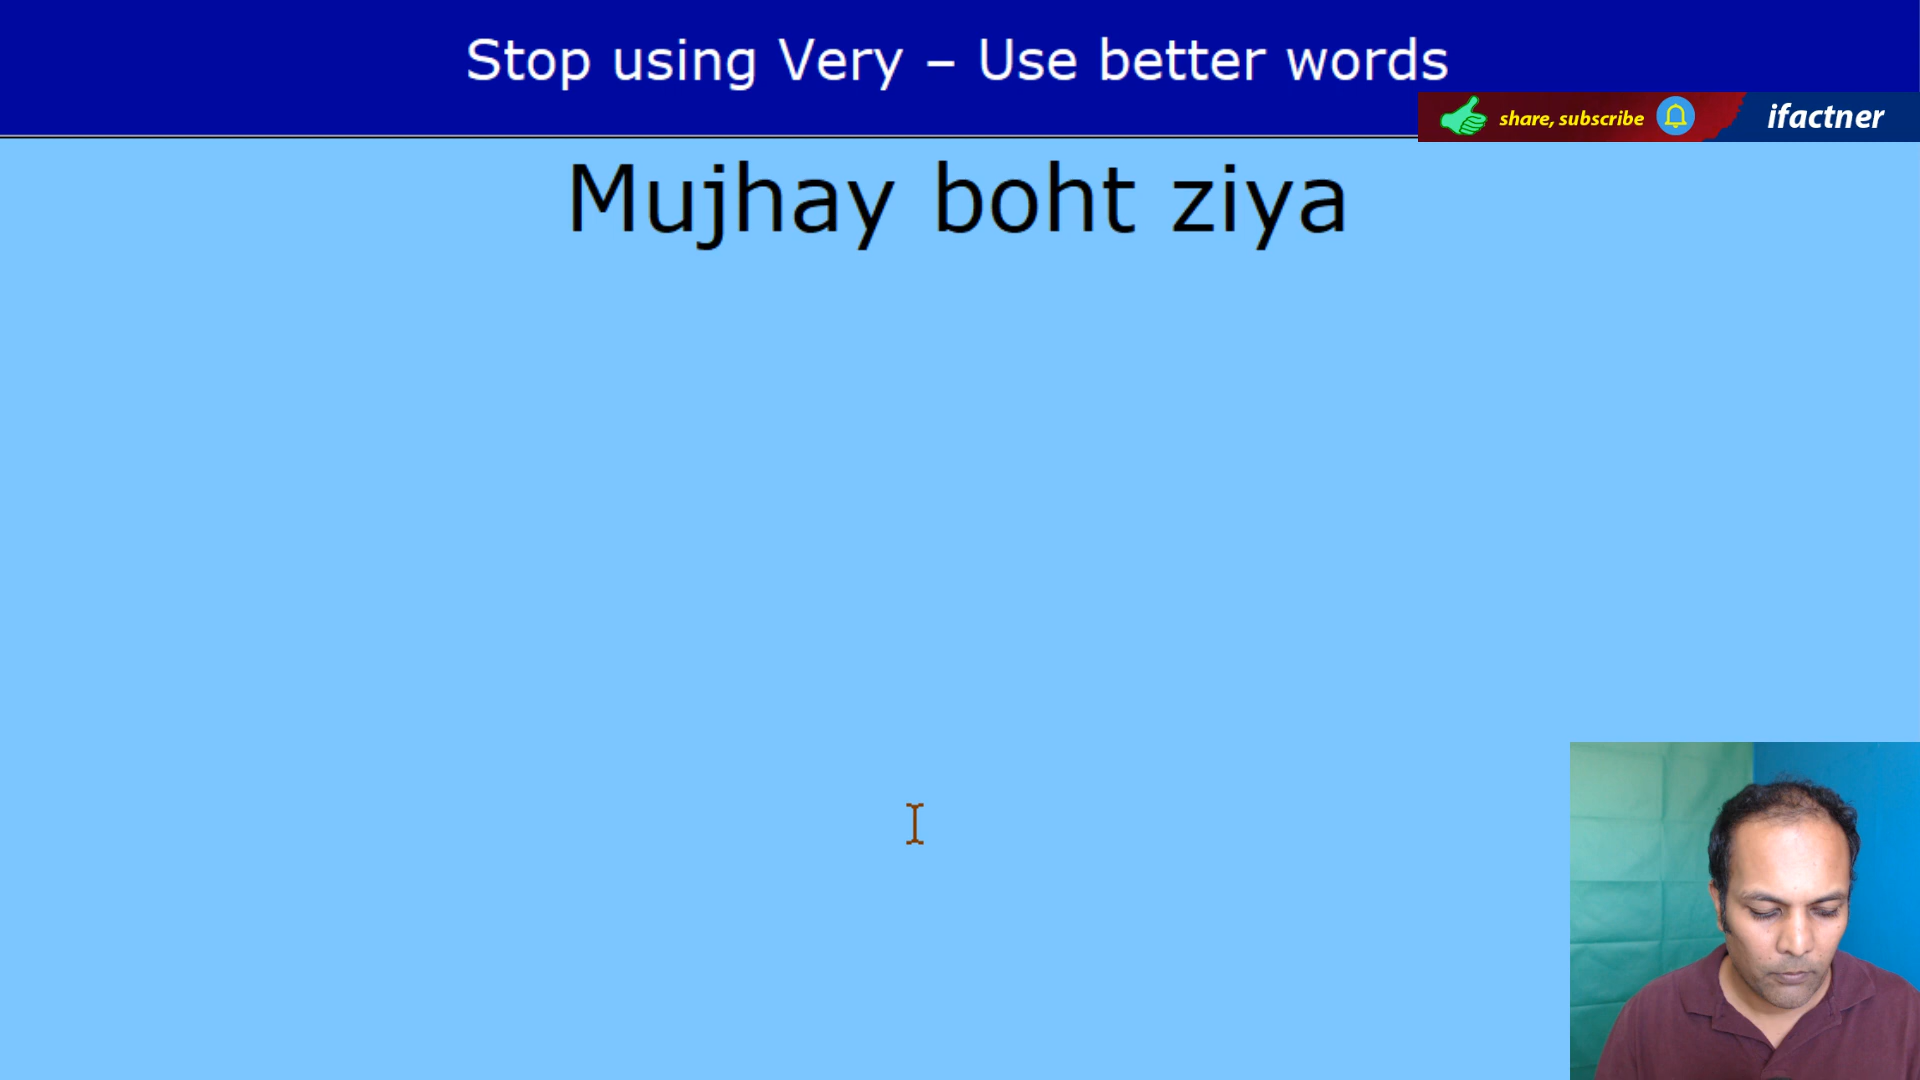 Stop using Very – Use better words
share, subscribe
ifactner
Mujhay boht ziya